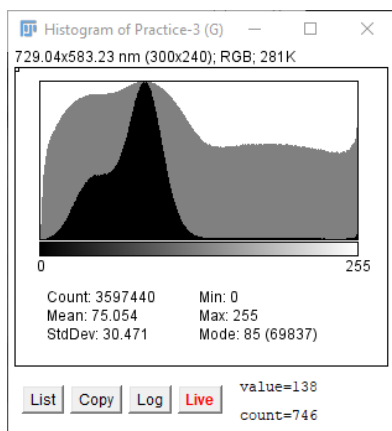 Histogram of Practice-3 (G)
729.04x583.23 nm (300x240); RGB; 281K
0 255
Count: 3597440 Min: 0
Mean: 75.054 Max: 255
StdDev: 30.471 Mode: 85 (69837)
List Copy Log Live value=138
count=746